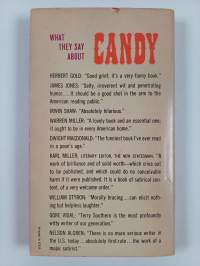 WHAT
THEY SAY
ABOUT
CANDY
HERBERT GOLD: "Good grief, it's a very funny book."
JAMES JONES: "Salty, irreverent wit and penetrating
humor. . . . It should be a good shot in the arm to the
American reading public."
IRWIN SHAW: "Absolutely hilarious."
WARREN MILLER: "A lovely book and an essential one;
it ought to be in every American home."
DWIGHT MACDONALD: "The funniest book I've ever read
in a poon's age."
KARL MILLER, LITERARY EDITOR, THE NEW STATESMAN: "A
work of brilliance and of solid worth—which cries out
to be published, and which could do no conceivable
harm if it were published. It is a book of satirical con-
tent, of a very welcome order."
WILLIAM STYRON: "Morally bracing . . . can elicit noth-
ing but helpless laughter."
GORE VIDAL: "Terry Southern is the most profoundly
witty writer of our generation."
NELSON ALGREN: "There is no more serious writer in
the U.S. today . . . absolutely first-rate . . . the work of a
major satirist."